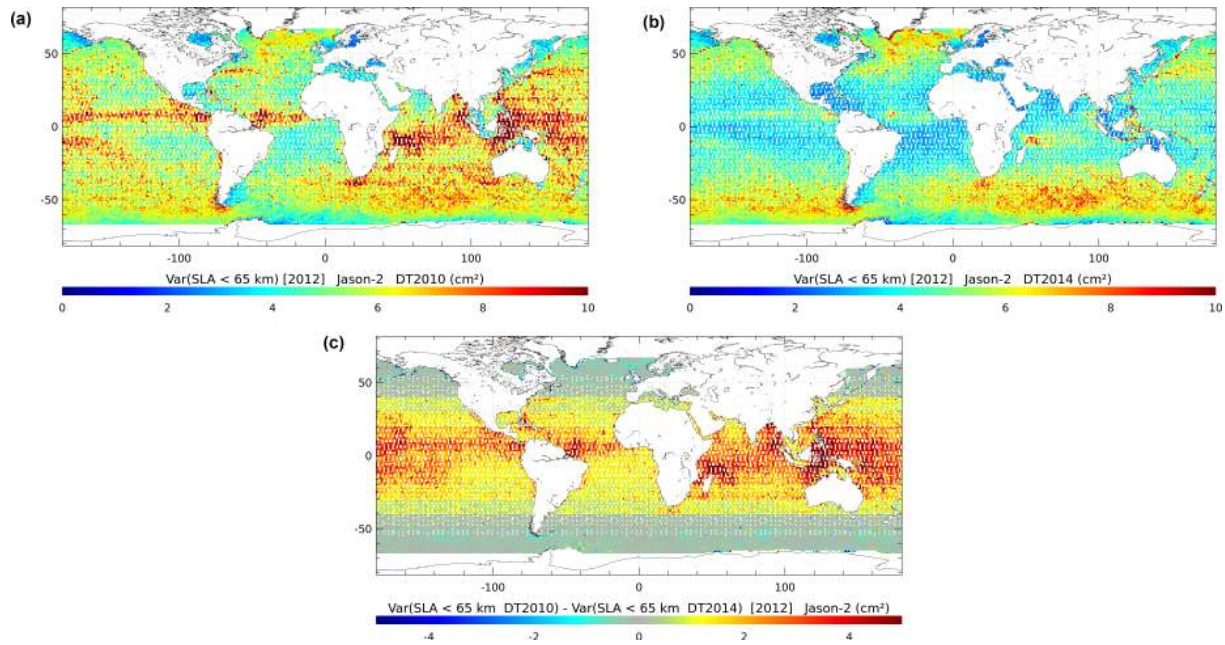 (a)
50
0
-50
-100
0
100
Var(SLA < 65 km) [2012] Jason-2 DT2010 (cm²)
0 2 4 6 8 10
(b)
50
0
-50
-100
0
100
Var(SLA < 65 km) [2012] Jason-2 DT2014 (cm²)
0 2 4 6 8 10
(c)
50
0
-50
-100
0
100
Var(SLA < 65 km DT2010) - Var(SLA < 65 km DT2014) [2012] Jason-2 (cm²)
-4 -2 0 2 4